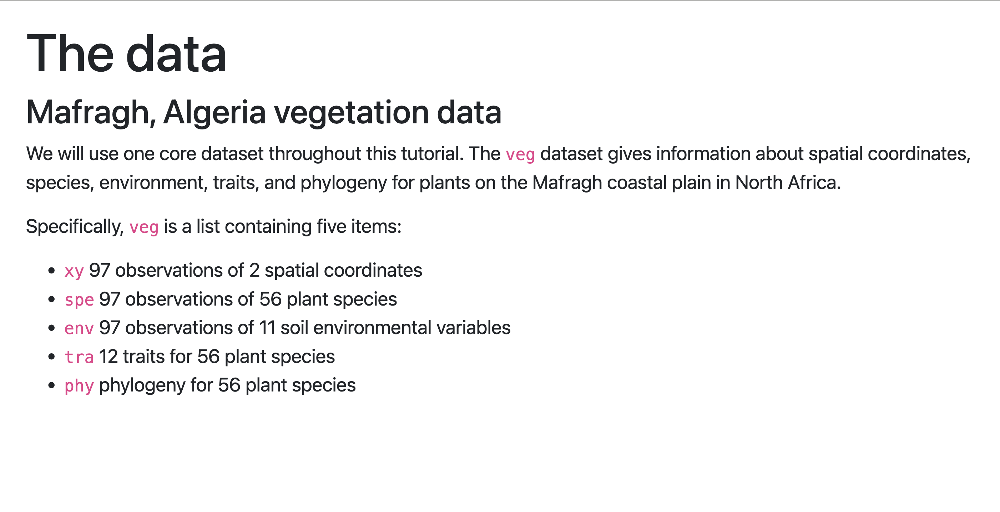 The data
Mafragh, Algeria vegetation data
We will use one core dataset throughout this tutorial. The veg dataset gives information about spatial coordinates,
species, environment, traits, and phylogeny for plants on the Mafragh coastal plain in North Africa.
Specifically, veg is a list containing five items:
• xy 97 observations of 2 spatial coordinates
• spe 97 observations of 56 plant species
• env 97 observations of 11 soil environmental variables
• tra 12 traits for 56 plant species
• phy phylogeny for 56 plant species